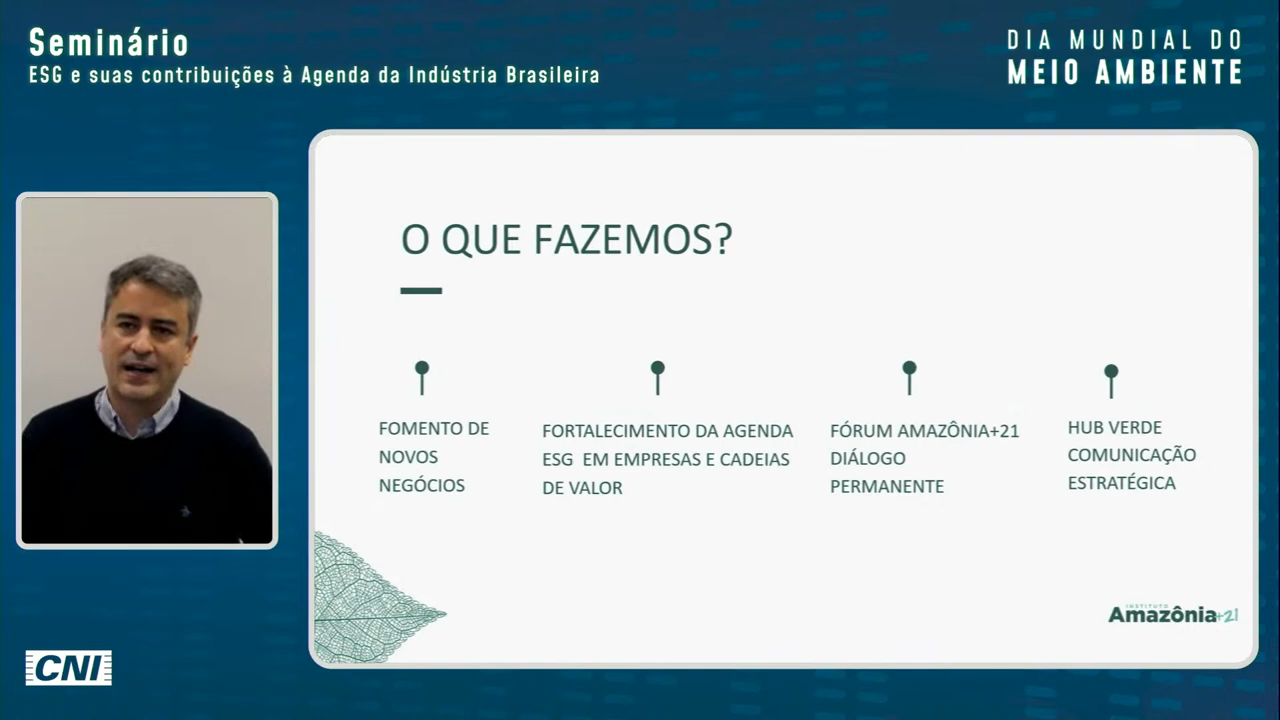 Seminário
ESG e suas contribuições à Agenda da Indústria Brasileira
DIA MUNDIAL DO
MEIO AMBIENTE
O QUE FAZEMOS?
FOMENTO DE
NOVOS
NEGÓCIOS
FORTALECIMENTO DA AGENDA
ESG EM EMPRESAS E CADEIAS
DE VALOR
FÓRUM AMAZÔNIA+21
DIÁLOGO
PERMANENTE
HUB VERDE
COMUNICAÇÃO
ESTRATÉGICA
INSTITUTO
Amazônia+21
CNI